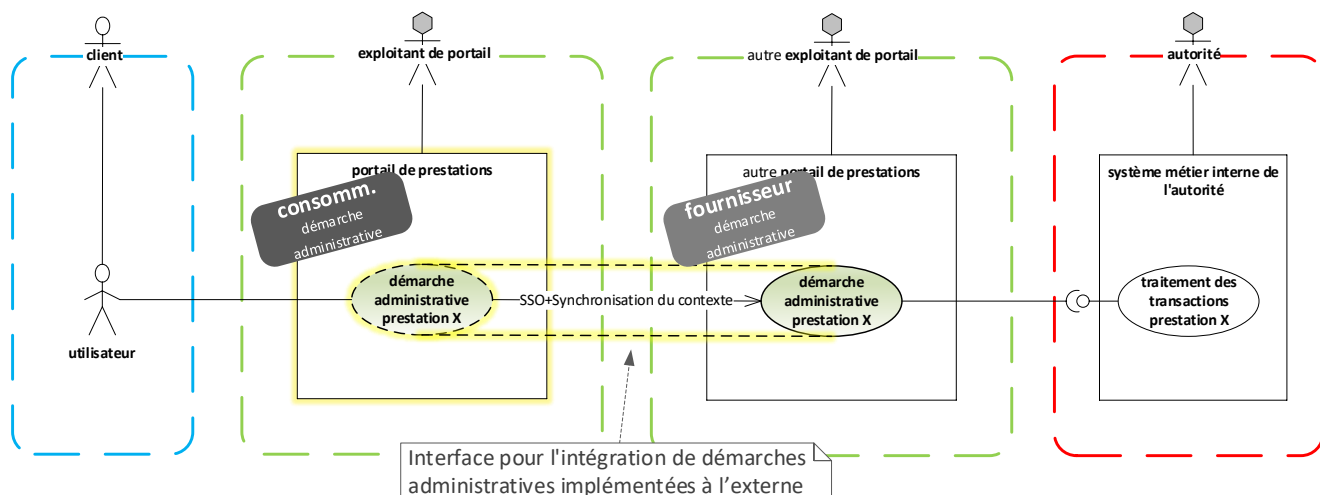 client
exploitant de portail
autre exploitant de portail
autorité
portail de prestations
autre portail de prestations
système métier interne de
l'autorité
consomm.
démarche
administrative
fournisseur
démarche
administrative
démarche
administrative
prestation X
SSO+Synchronisation du contexte
démarche
administrative
prestation X
traitement des
transactions
prestation X
utilisateur
Interface pour l'intégration de démarches
administratives implémentées à l’externe